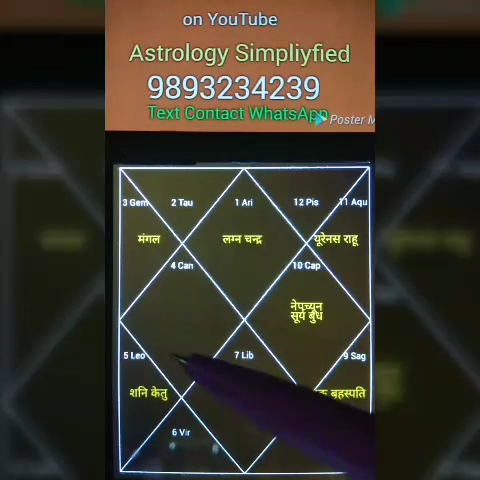 on YouTube
Astrology Simpliyfied
9893234239
Text Contact WhatsApp
Poster
3 Gem
2 Tau
1 Ari
12 Pis
11 Aqu
मंगल
लग्न चन्द्र
यूरेनस राहू
4 Can
10 Cap
नेपच्यून
सूर्य बुध
5 Leo
7 Lib
9 Sag
शनि केतु
बृहस्पति
6 Vir